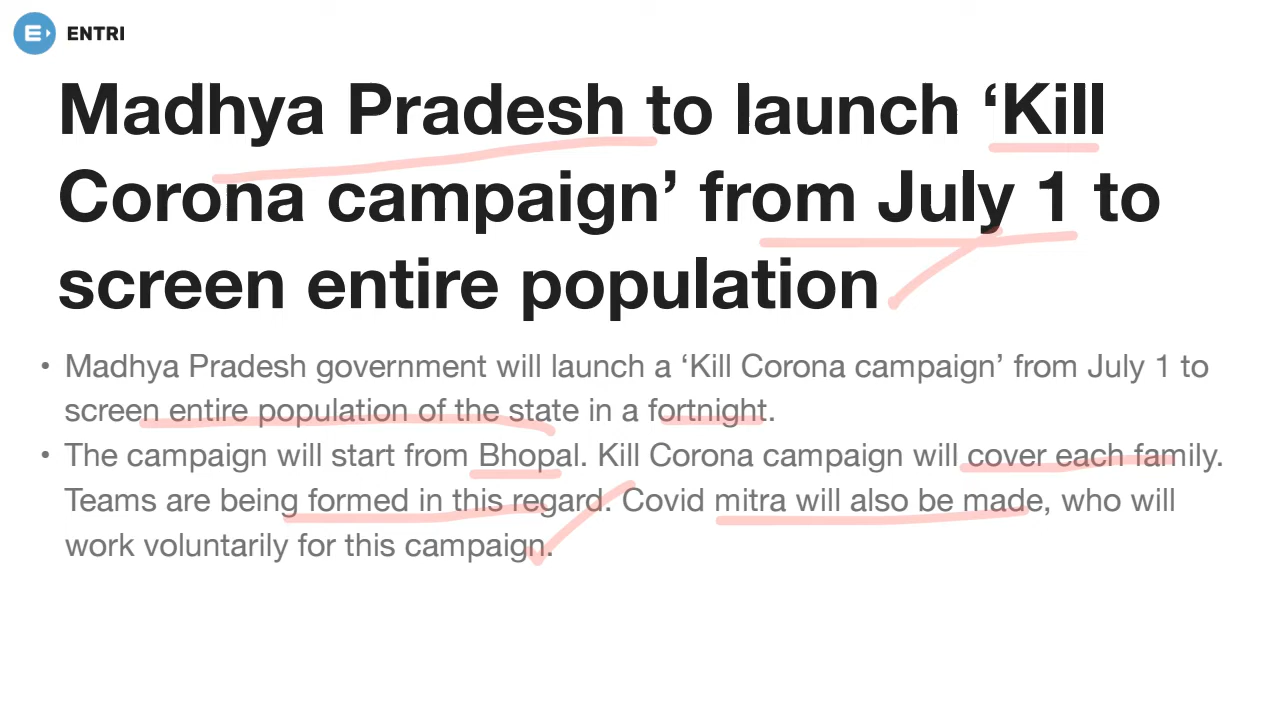 ENTRI
Madhya Pradesh to launch ‘Kill
Corona campaign’ from July 1 to
screen entire population
• Madhya Pradesh government will launch a ‘Kill Corona campaign’ from July 1 to
screen entire population of the state in a fortnight.
• The campaign will start from Bhopal. Kill Corona campaign will cover each family.
Teams are being formed in this regard. Covid mitra will also be made, who will
work voluntarily for this campaign.